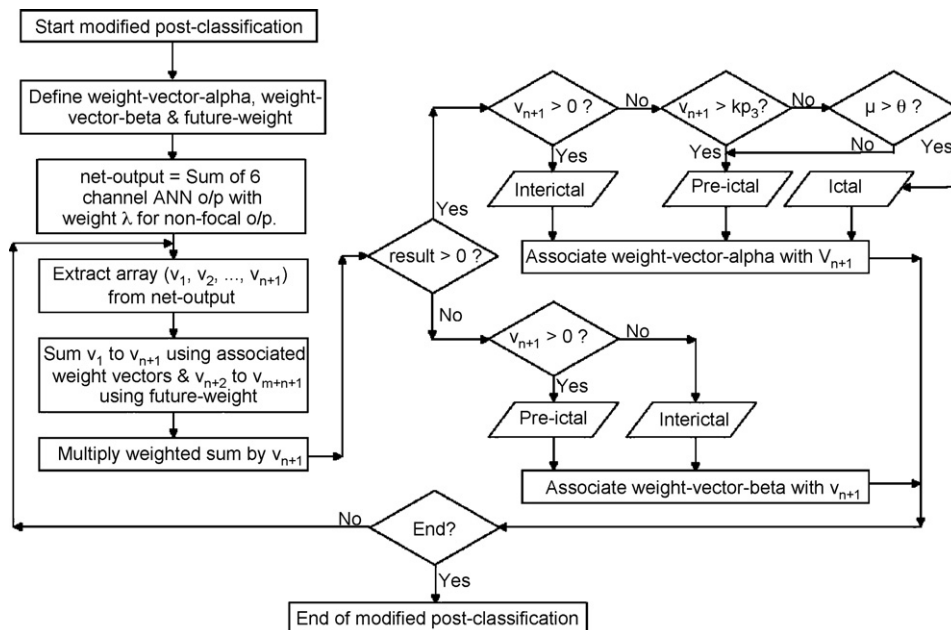 Start modified post-classification
Define weight-vector-alpha, weight-
vector-beta & future-weight
net-output = Sum of 6
channel ANN o/p with
weight λ for non-focal o/p.
Extract array (v₁, v₂, ..., vₙ₊₁)
from net-output
Sum v₁ to vₙ₊₁ using associated
weight vectors & vₙ₊₂ to vₘ₊ₙ₊₁
using future-weight
Multiply weighted sum by vₙ₊₁
result > 0 ?
Yes
No
vₙ₊₁ > 0 ?
No
Yes
vₙ₊₁ > kp₃?
No
Yes
μ > θ ?
No
Yes
Interictal
Pre-ictal
Ictal
Associate weight-vector-alpha with Vₙ₊₁
vₙ₊₁ > 0 ?
No
Yes
Pre-ictal
Interictal
Associate weight-vector-beta with vₙ₊₁
End?
No
Yes
End of modified post-classification